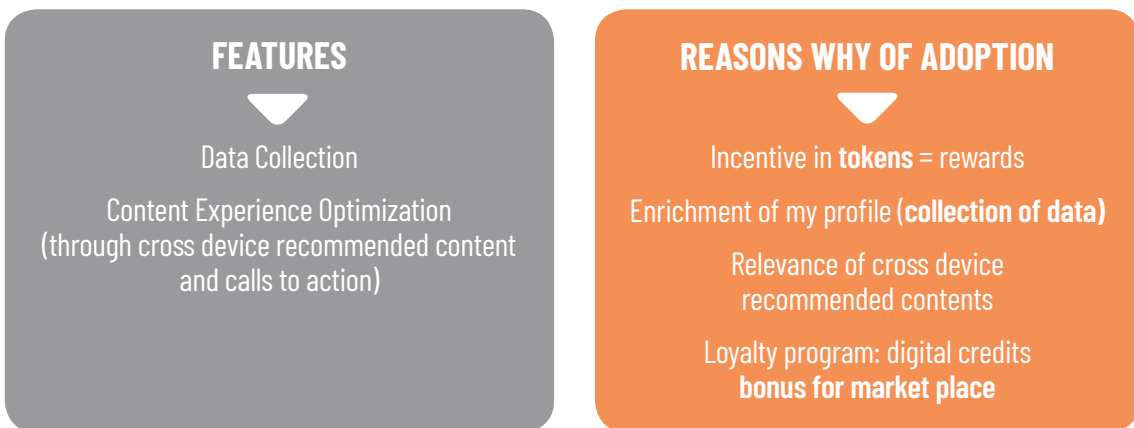 FEATURES
Data Collection
Content Experience Optimization
(through cross device recommended content
and calls to action)
REASONS WHY OF ADOPTION
Incentive in tokens = rewards
Enrichment of my profile (collection of data)
Relevance of cross device
recommended contents
Loyalty program: digital credits
bonus for market place